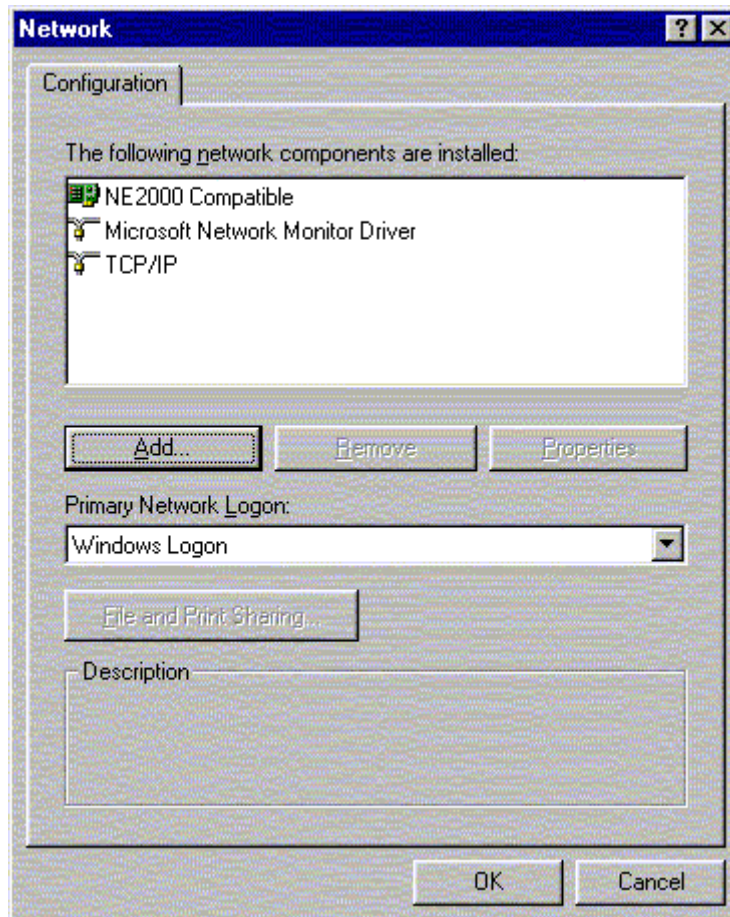 Network
Configuration
The following network components are installed:
NE2000 Compatible
Microsoft Network Monitor Driver
TCP/IP
Add...
Remove
Properties
Primary Network Logon:
Windows Logon
File and Print Sharing...
Description
OK
Cancel